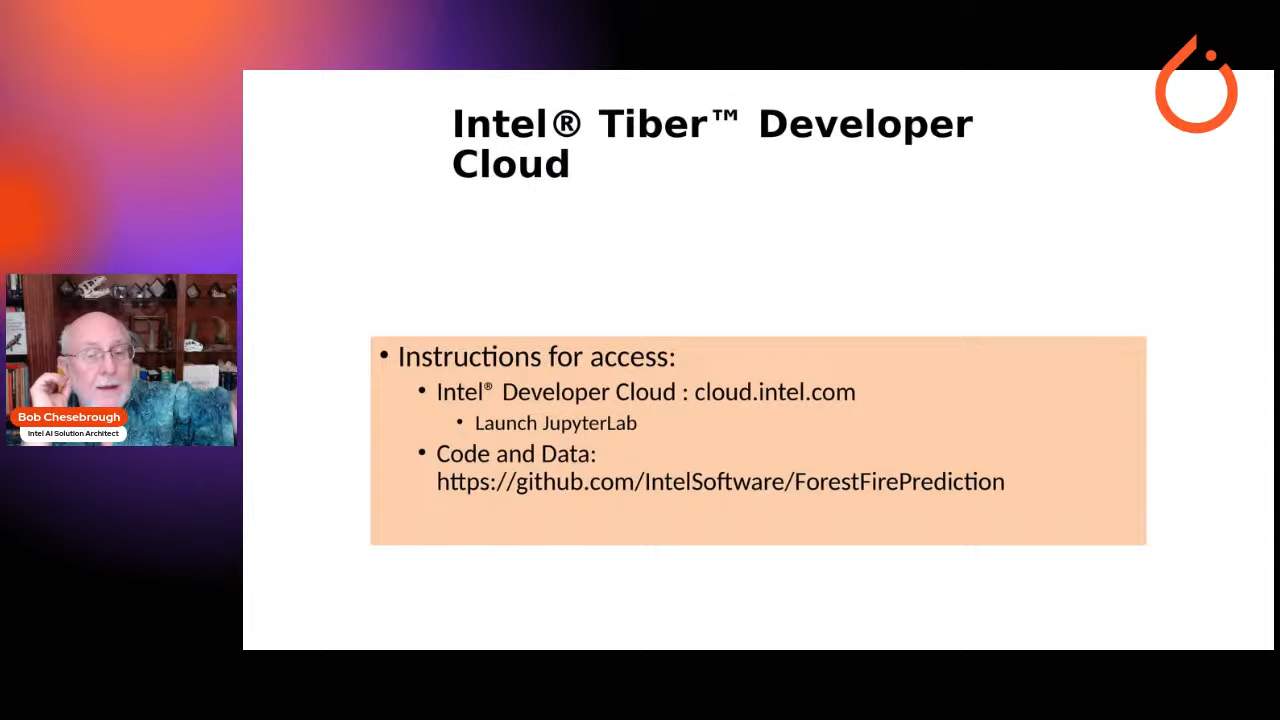 Intel® Tiber™ Developer
Cloud
• Instructions for access:
• Intel® Developer Cloud : cloud.intel.com
• Launch JupyterLab
• Code and Data:
https://github.com/IntelSoftware/ForestFirePrediction
Bob Chesebrough
Intel AI Solution Architect